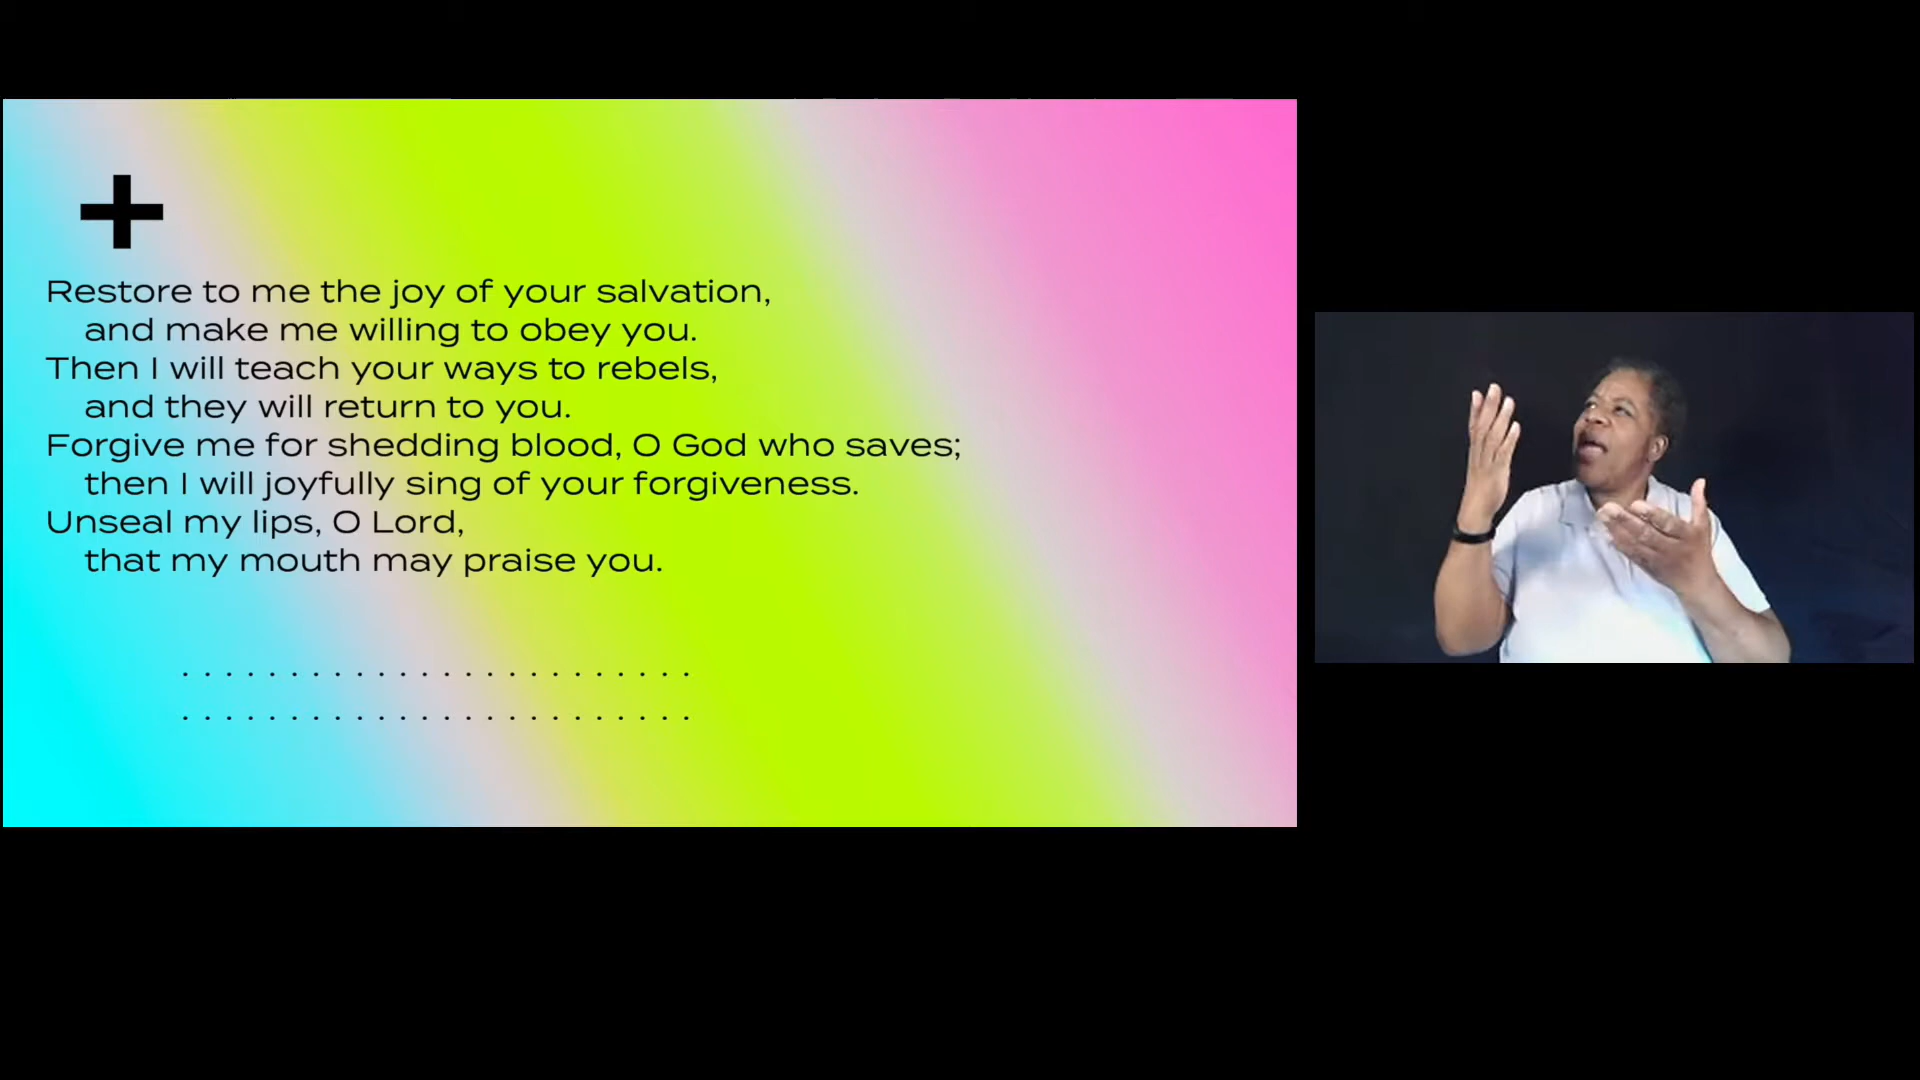 Restore to me the joy of your salvation,
and make me willing to obey you.
Then I will teach your ways to rebels,
and they will return to you.
Forgive me for shedding blood, O God who saves;
then I will joyfully sing of your forgiveness.
Unseal my lips, O Lord,
that my mouth may praise you.